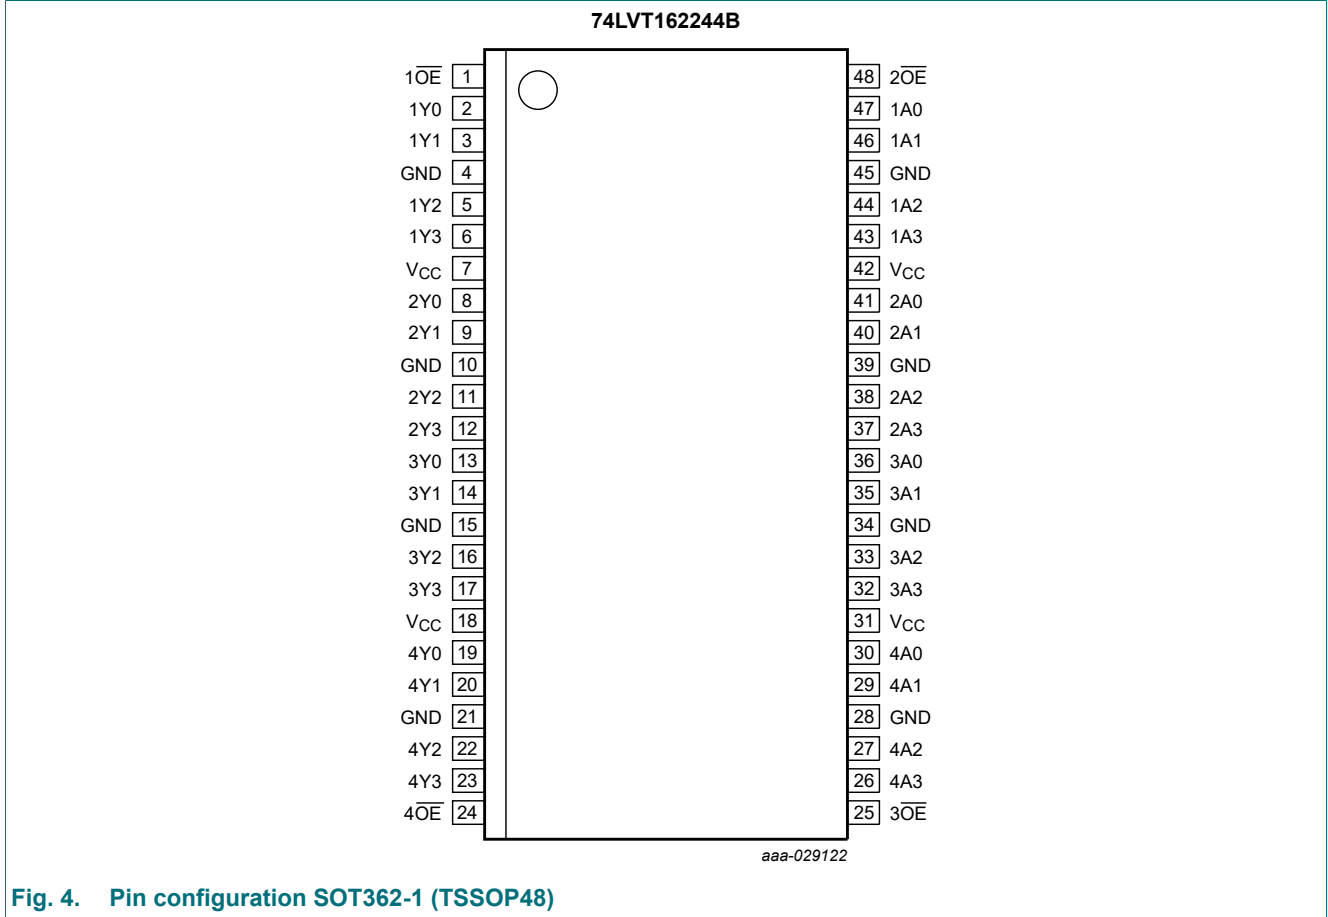 74LVT162244B
1O̅E̅ 1 48 2O̅E̅
1Y0 2 47 1A0
1Y1 3 46 1A1
GND 4 45 GND
1Y2 5 44 1A2
1Y3 6 43 1A3
VCC 7 42 VCC
2Y0 8 41 2A0
2Y1 9 40 2A1
GND 10 39 GND
2Y2 11 38 2A2
2Y3 12 37 2A3
3Y0 13 36 3A0
3Y1 14 35 3A1
GND 15 34 GND
3Y2 16 33 3A2
3Y3 17 32 3A3
VCC 18 31 VCC
4Y0 19 30 4A0
4Y1 20 29 4A1
GND 21 28 GND
4Y2 22 27 4A2
4Y3 23 26 4A3
4O̅E̅ 24 25 3O̅E̅
aaa-029122
Fig. 4. Pin configuration SOT362-1 (TSSOP48)